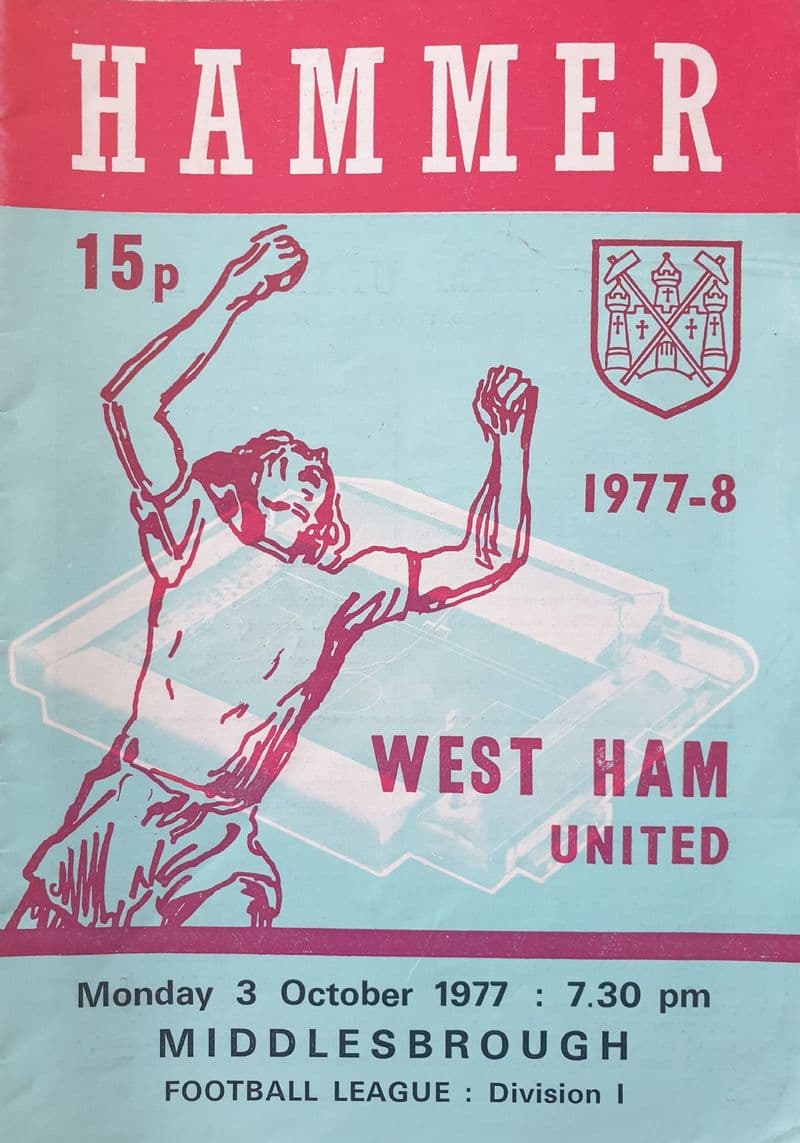 HAMMER
15p
1977-8
WEST HAM
UNITED
Monday 3 October 1977 : 7.30 pm
MIDDLESBROUGH
FOOTBALL LEAGUE : Division I